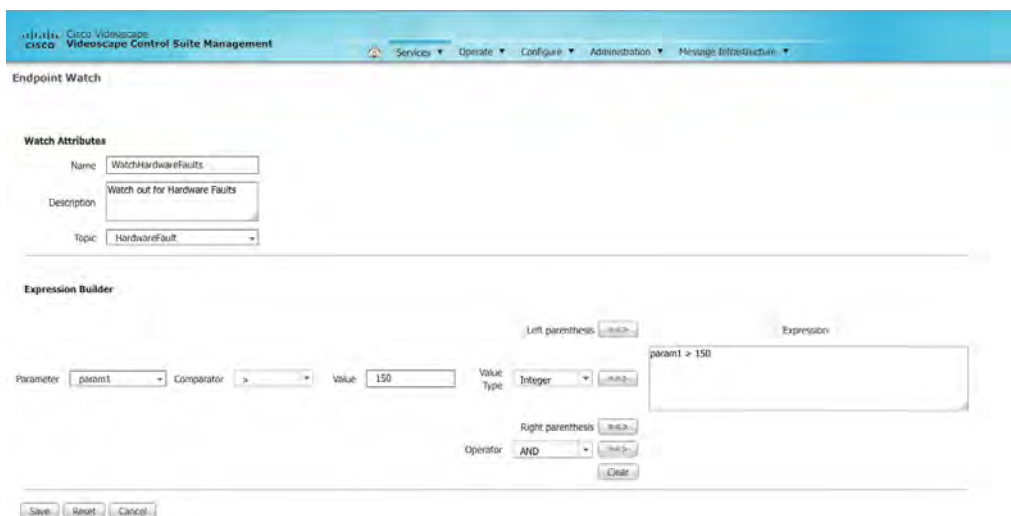 Cisco Videoscape
cisco Videoscape Control Suite Management
Services Operate Configure Administration Message Infrastructure
Endpoint Watch
Watch Attributes
Name WatchHardwareFaults
Description Watch out for Hardware Faults
Topic HardwareFault
Expression Builder
Left parenthesis ==> Expression
param1 > 150
Parameter param1 Comparator > Value 150 Value Type Integer ==>
Right parenthesis ==>
Operator AND ==>
Clear
Save Reset Cancel